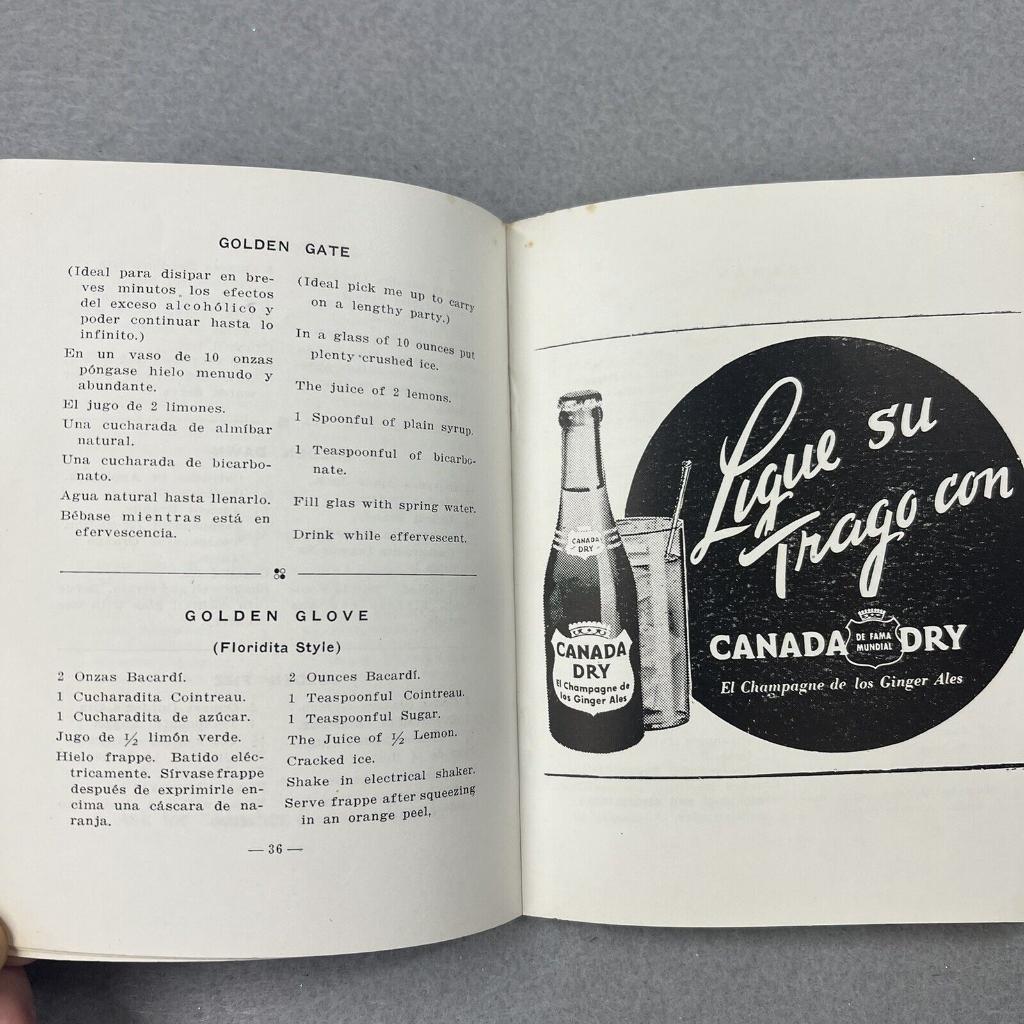 GOLDEN GATE
(Ideal para disipar en bre-
ves minutos los efectos
del exceso alcohólico y
poder continuar hasta lo
infinito.)
En un vaso de 10 onzas
póngase hielo menudo y
abundante.
El jugo de 2 limones.
Una cucharada de almíbar
natural.
Una cucharada de bicarbo-
nato.
Agua natural hasta llenarlo.
Bébase mientras está en
efervescencia.
(Ideal pick me up to carry
on a lengthy party.)
In a glass of 10 ounces put
plenty crushed ice.
The juice of 2 lemons.
1 Spoonful of plain syrup.
1 Teaspoonful of bicarbo-
nate.
Fill glas with spring water.
Drink while effervescent.
GOLDEN GLOVE
(Floridita Style)
2 Onzas Bacardí.
1 Cucharadita Cointreau.
1 Cucharadita de azúcar.
Jugo de ½ limón verde.
Hielo frappe. Batido eléc-
tricamente. Sírvase frappe
después de exprimirle en-
cima una cáscara de na-
ranja.
2 Ounces Bacardí.
1 Teaspoonful Cointreau.
1 Teaspoonful Sugar.
The Juice of ½ Lemon.
Cracked ice.
Shake in electrical shaker.
Serve frappe after squeezing
in an orange peel,
— 36 —
Ligue su
Trago con
CANADA DRY
DE FAMA
MUNDIAL
El Champagne de los Ginger Ales
CANADA
DRY
CANADA
DRY
El Champagne de
los Ginger Ales